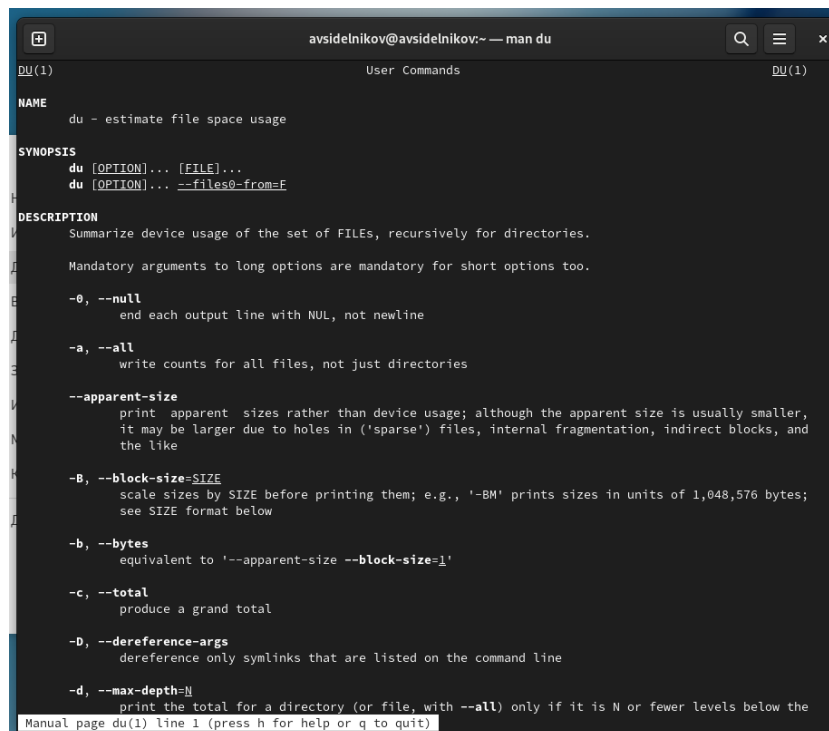 avsidelnikov@avsidelnikov:~ — man du
DU(1) User Commands DU(1)
NAME
du - estimate file space usage
SYNOPSIS
du [OPTION]... [FILE]...
du [OPTION]... --files0-from=F
DESCRIPTION
Summarize device usage of the set of FILEs, recursively for directories.
Mandatory arguments to long options are mandatory for short options too.
-0, --null
end each output line with NUL, not newline
-a, --all
write counts for all files, not just directories
--apparent-size
print apparent sizes rather than device usage; although the apparent size is usually smaller,
it may be larger due to holes in ('sparse') files, internal fragmentation, indirect blocks, and
the like
-B, --block-size=SIZE
scale sizes by SIZE before printing them; e.g., '-BM' prints sizes in units of 1,048,576 bytes;
see SIZE format below
-b, --bytes
equivalent to '--apparent-size --block-size=1'
-c, --total
produce a grand total
-D, --dereference-args
dereference only symlinks that are listed on the command line
-d, --max-depth=N
print the total for a directory (or file, with --all) only if it is N or fewer levels below the
Manual page du(1) line 1 (press h for help or q to quit)